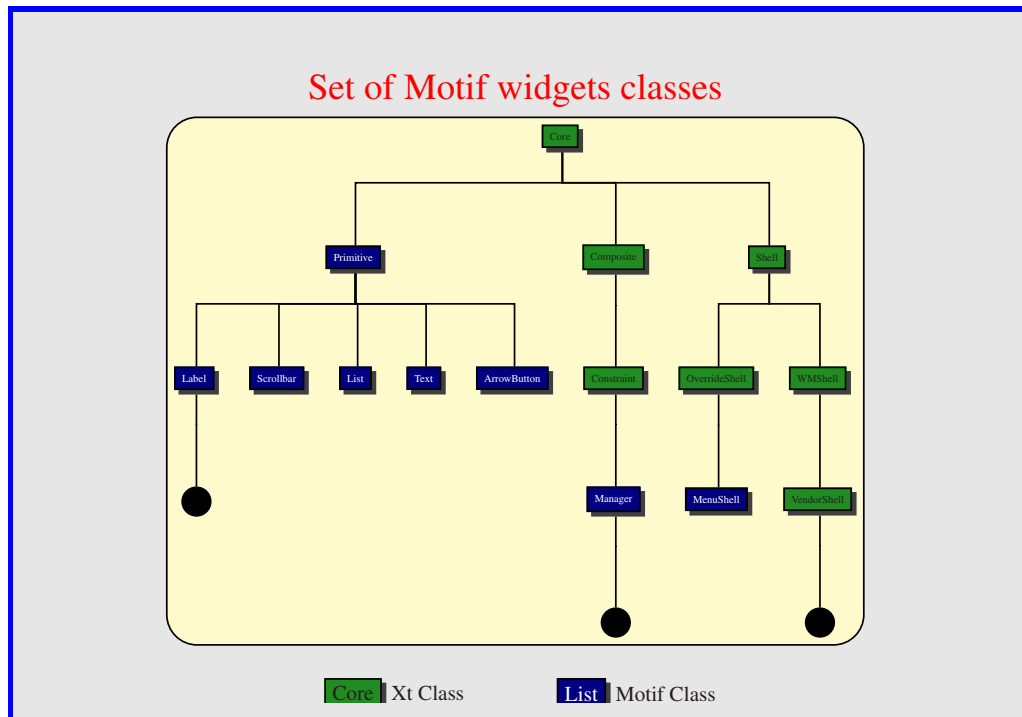 Set of Motif widgets classes
Core
Primitive
Composite
Shell
Label
Scrollbar
List
Text
ArrowButton
Constraint
OverrideShell
WMShell
Manager
MenuShell
VendorShell
Core Xt Class
List Motif Class